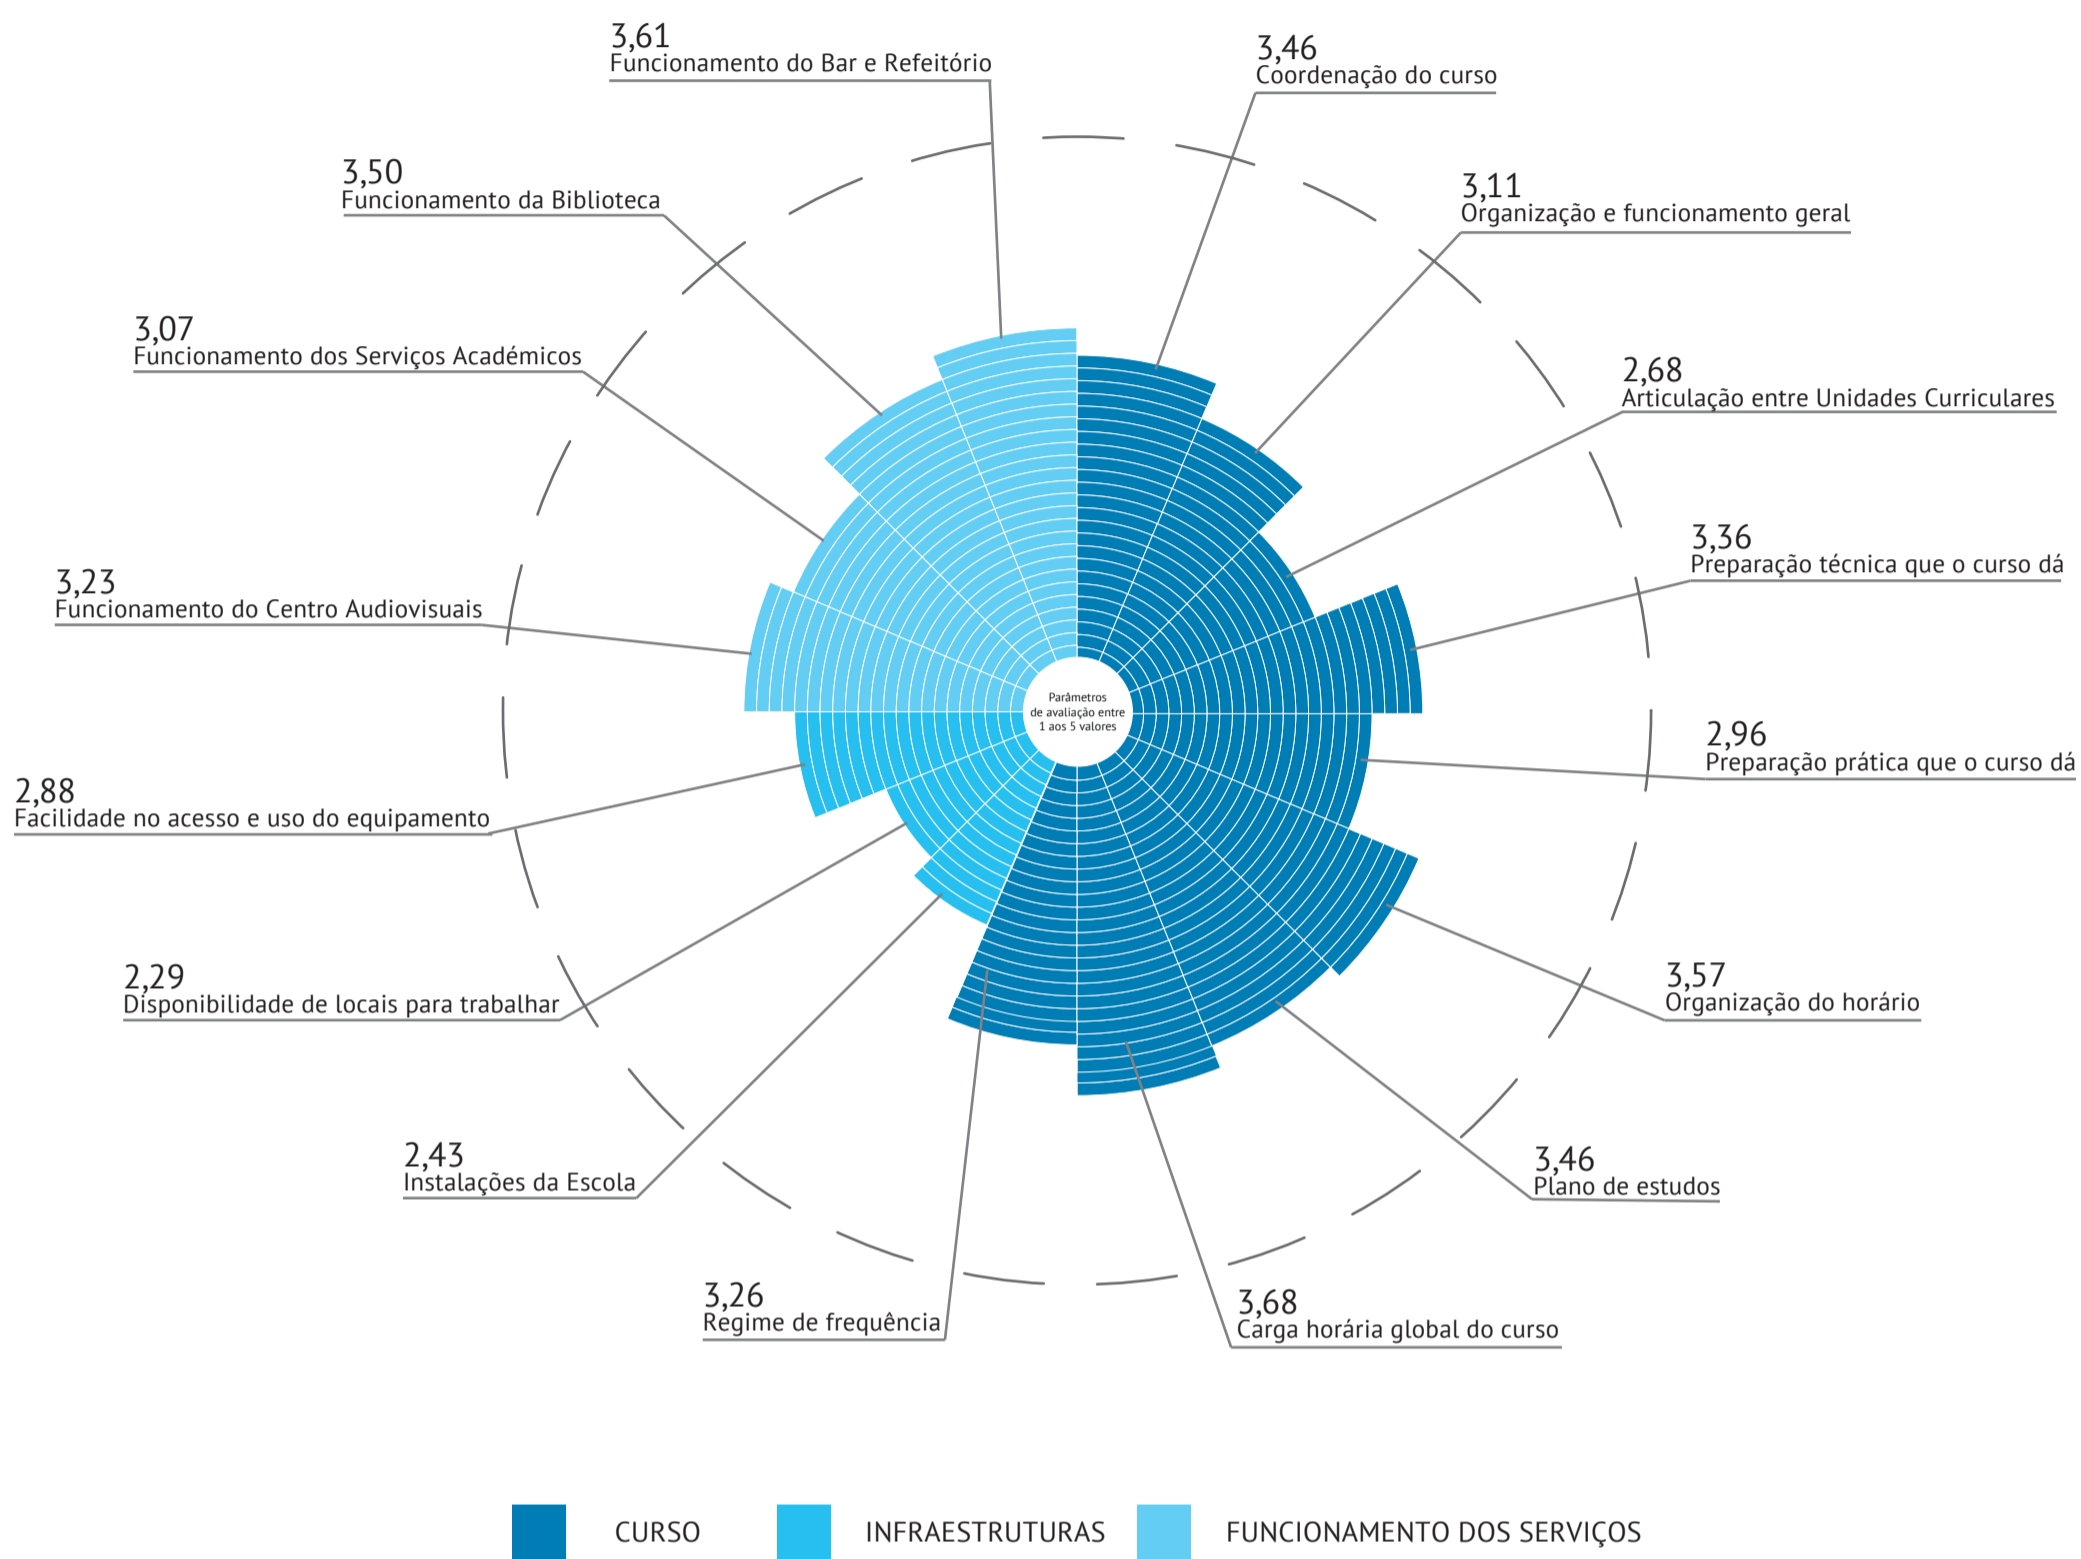 3,61
Funcionamento do Bar e Refeitório
3,46
Coordenação do curso
3,50
Funcionamento da Biblioteca
3,11
Organização e funcionamento geral
3,07
Funcionamento dos Serviços Académicos
2,68
Articulação entre Unidades Curriculares
3,36
Preparação técnica que o curso dá
3,23
Funcionamento do Centro Audiovisuais
Parâmetros
de avaliação entre
1 aos 5 valores
2,96
Preparação prática que o curso dá
2,88
Facilidade no acesso e uso do equipamento
2,29
Disponibilidade de locais para trabalhar
3,57
Organização do horário
2,43
Instalações da Escola
3,46
Plano de estudos
3,26
Regime de frequência
3,68
Carga horária global do curso
CURSO
INFRAESTRUTURAS
FUNCIONAMENTO DOS SERVIÇOS